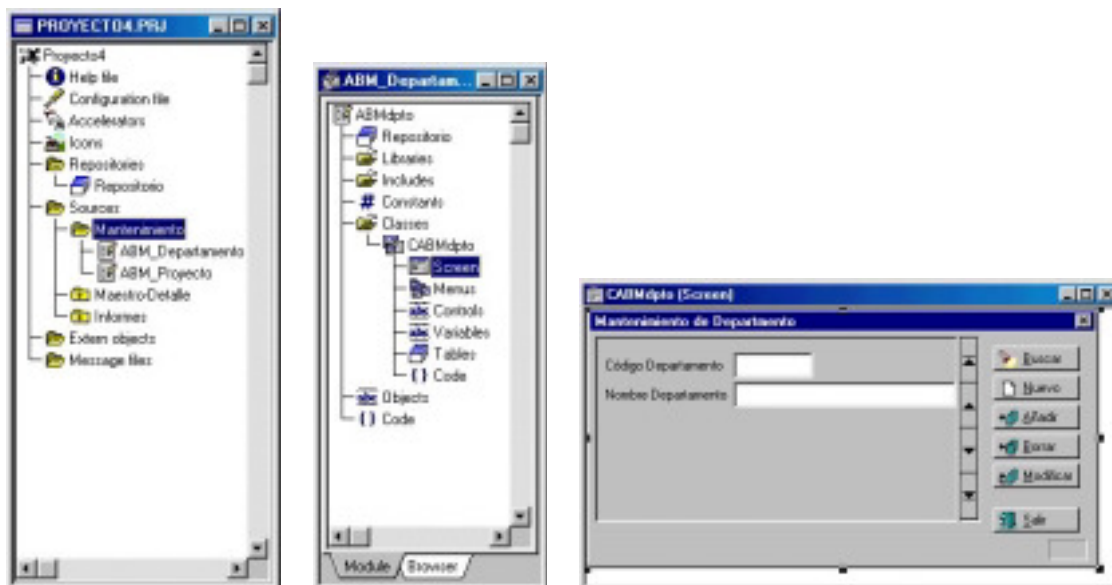 PROYECTO4.PRJ
Proyecto4
Help file
Configuration file
Accelerators
Icons
Repositories
Repositorio
Sources
Mantenimiento
ABM_Departamento
ABM_Proyecto
Maestro-Detalle
Informes
Extern objects
Message files
ABM_Departam...
ABMdpto
Repositorio
Libraries
Includes
Constants
Classes
CABMdpto
Screen
Menus
Controls
Variables
Tables
Code
Objects
Code
Module
Browser
CABMdpto (Screen)
Mantenimiento de Departmento
Código Departamento
Nombre Departamento
Buscar
Nuevo
Añadir
Borrar
Modificar
Salir